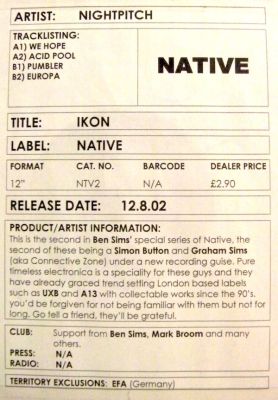 ARTIST: NIGHTPITCH
TRACKLISTING:
A1) WE HOPE
A2) ACID POOL
B1) PUMBLER
B2) EUROPA
NATIVE
TITLE: IKON
LABEL: NATIVE
FORMAT CAT. NO. BARCODE DEALER PRICE
12" NTV2 N/A £2.90
RELEASE DATE: 12.8.02
PRODUCT/ARTIST INFORMATION:
This is the second in Ben Sims' special series of Native, the
second of these being a Simon Button and Graham Sims
(aka Connective Zone) under a new recording guise. Pure
timeless electronica is a speciality for these guys and they
have already graced trend setting London based labels
such as UXB and A13 with collectable works since the 90's.
you'd be forgiven for not being familiar with them but not for
long. Go tell a friend, they'll be grateful.
CLUB: Support from Ben Sims, Mark Broom and many
others.
PRESS: N/A
RADIO: N/A
TERRITORY EXCLUSIONS: EFA (Germany)